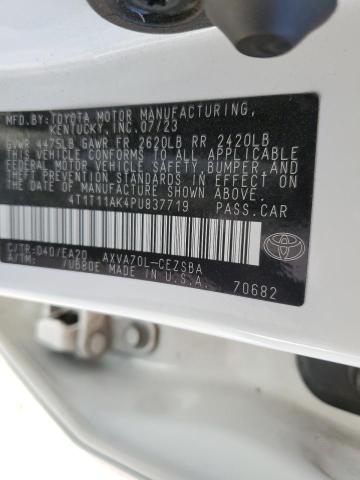 MFD.BY:TOYOTA MOTOR MANUFACTURING,
KENTUCKY, INC. 07/23
GVWR 4475LB GAWR FR 2620LB RR 2420LB
THIS VEHICLE CONFORMS TO ALL APPLICABLE
FEDERAL MOTOR VEHICLE SAFETY, BUMPER, AND
THEFT PREVENTION STANDARDS IN EFFECT ON
THE DATE OF MANUFACTURE SHOWN ABOVE.
4T1T11AK4PU837719 PASS.CAR
C/TR:040/EA20 AXVA70L-CEZSBA
A/TM: /UB80E MADE IN U.S.A. 70682